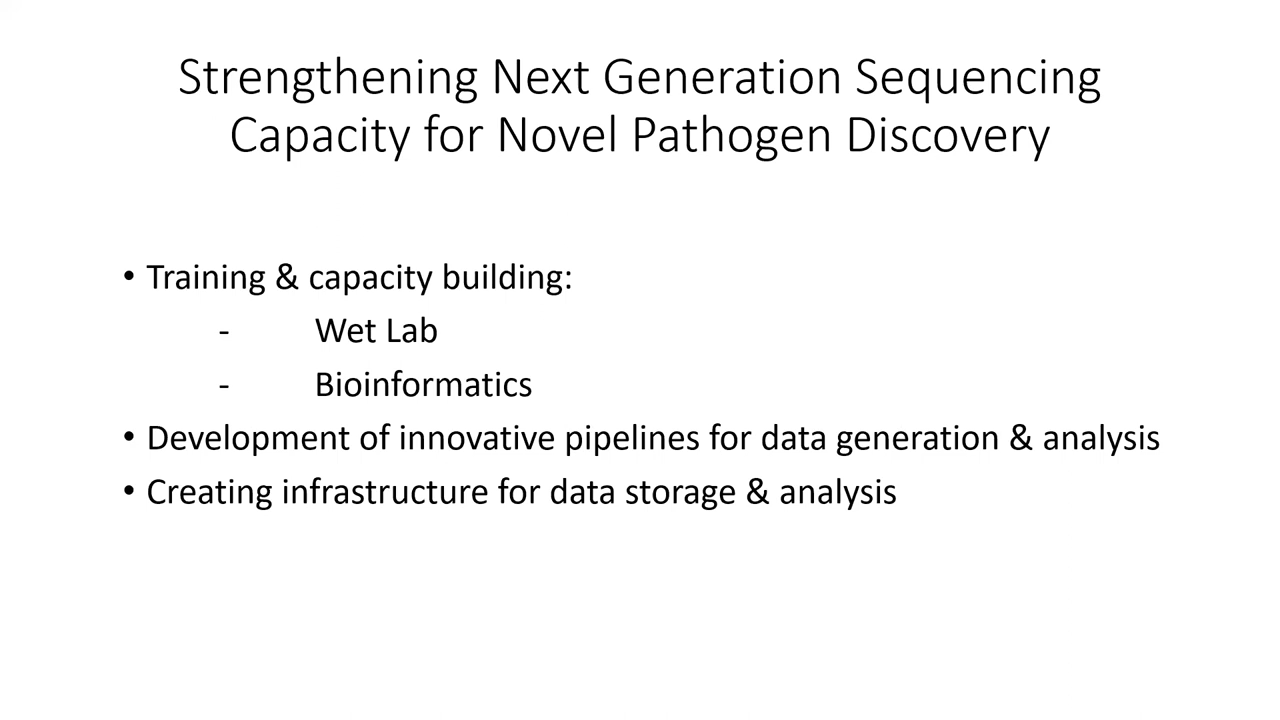 Strengthening Next Generation Sequencing
Capacity for Novel Pathogen Discovery
• Training & capacity building:
- Wet Lab
- Bioinformatics
• Development of innovative pipelines for data generation & analysis
• Creating infrastructure for data storage & analysis